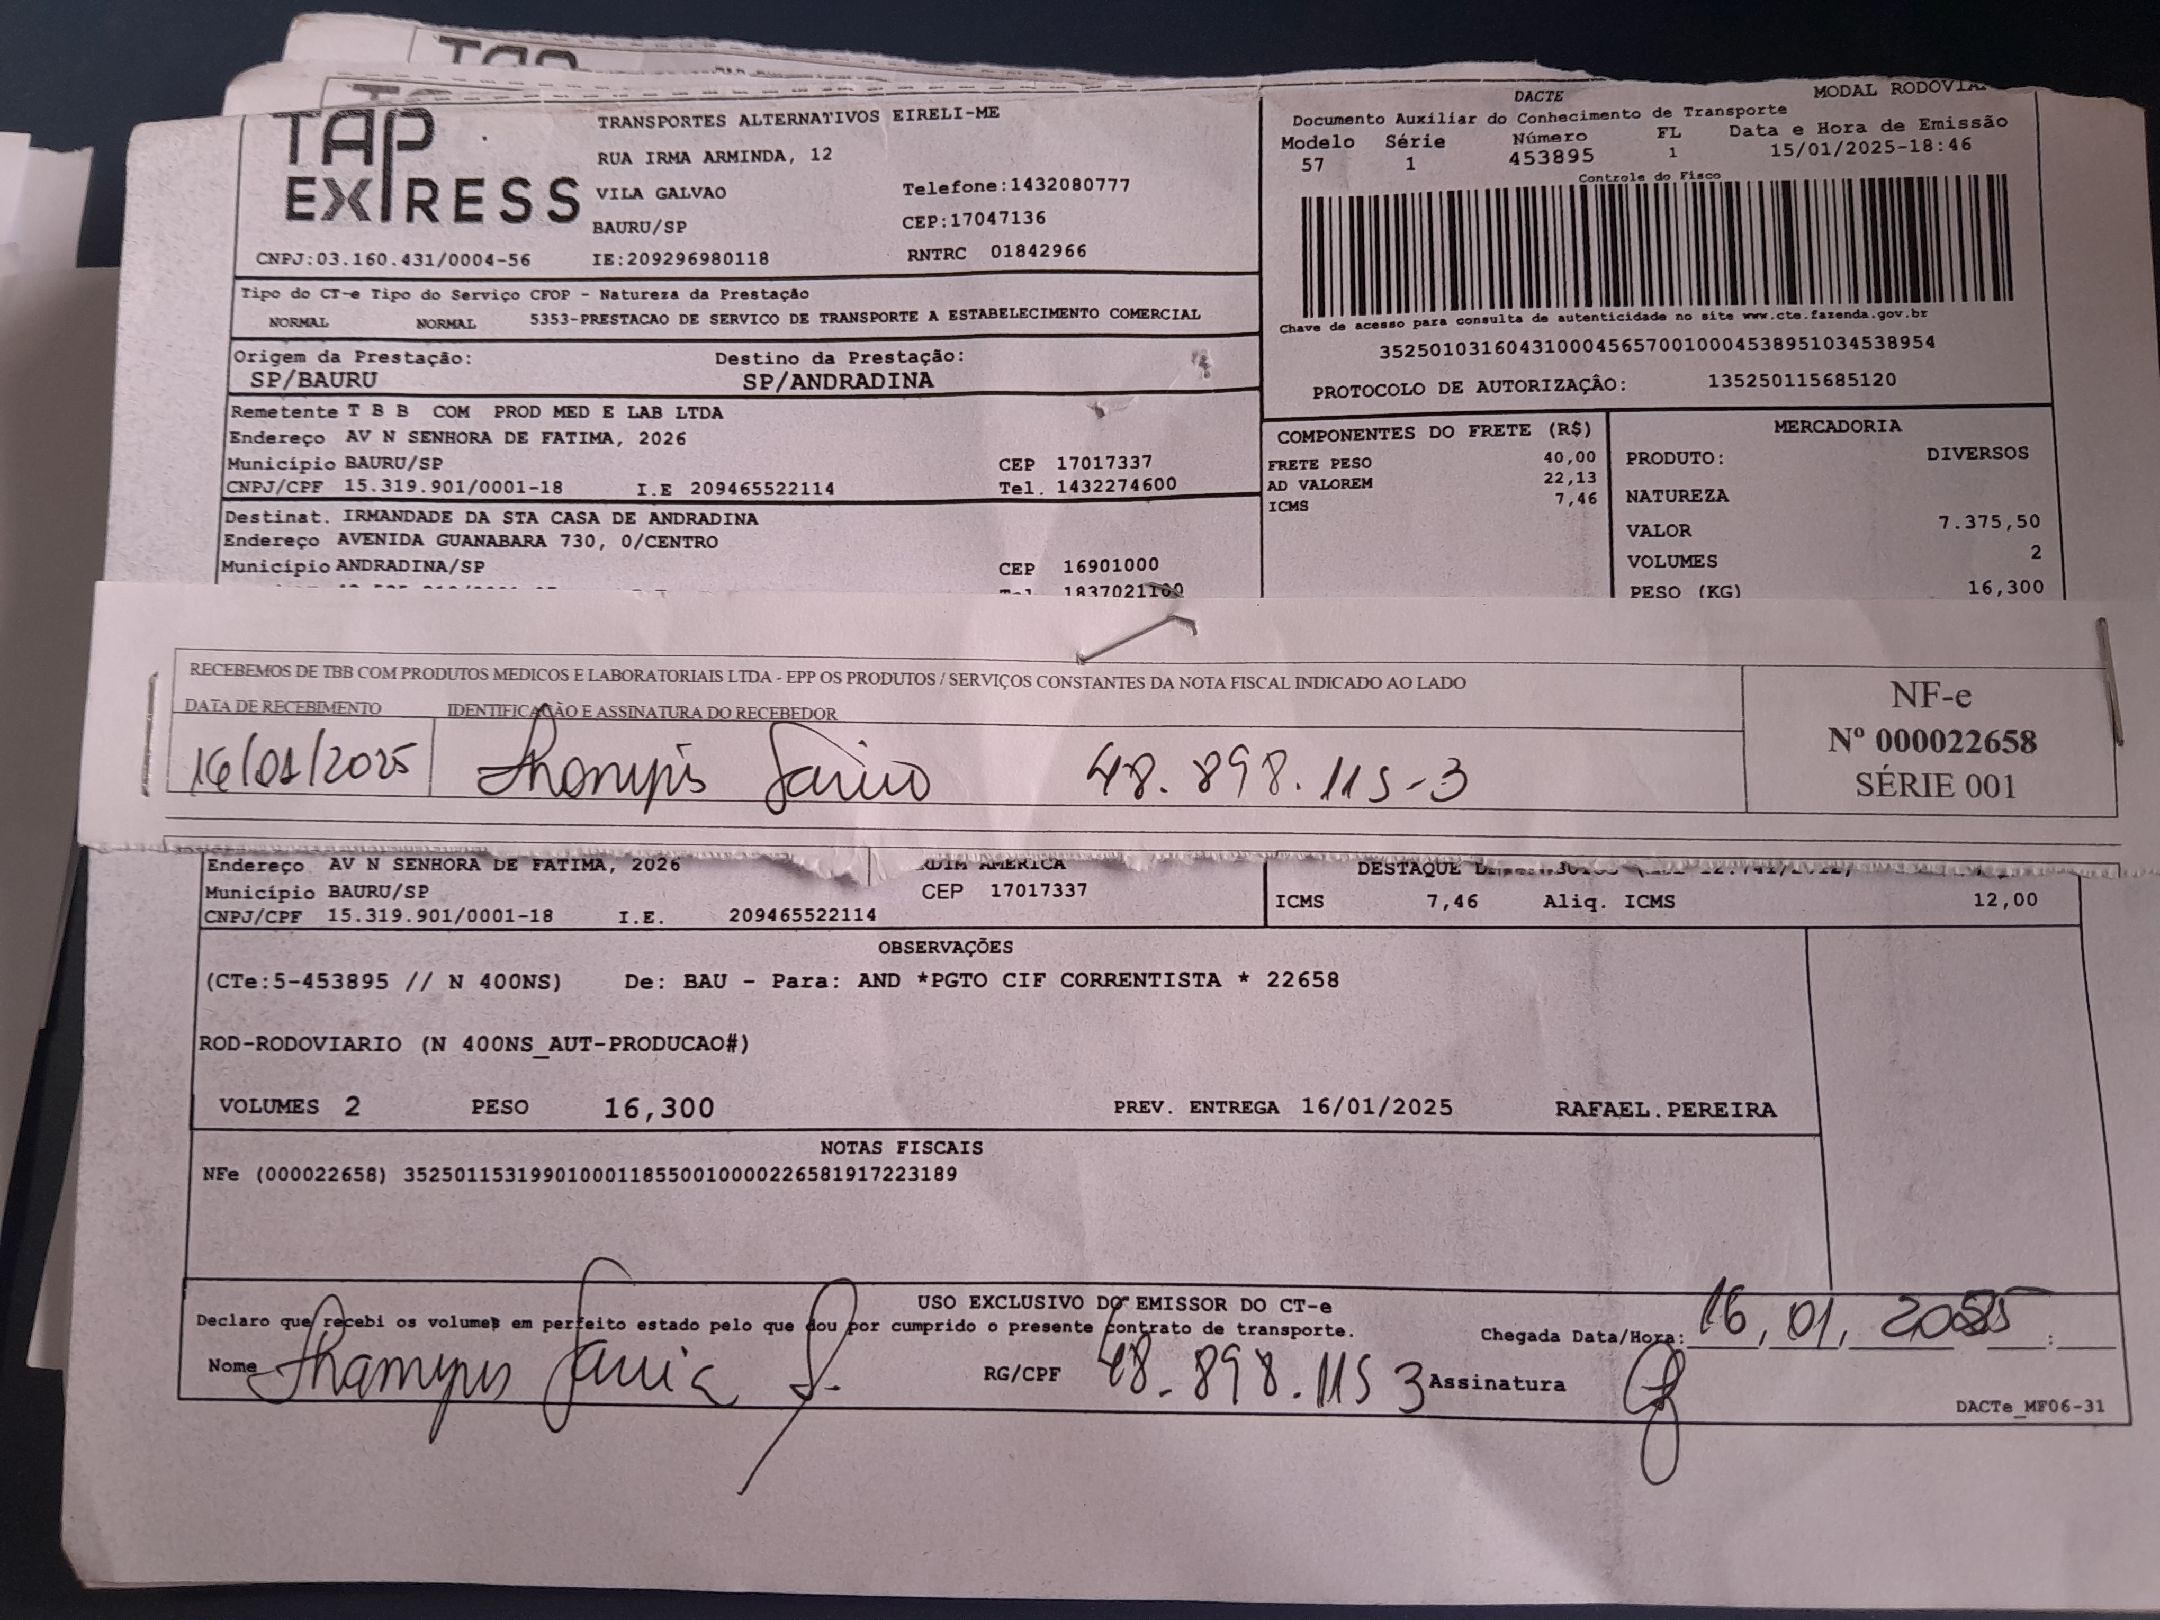 TAP
TAP EXPRESS
TRANSPORTES ALTERNATIVOS EIRELI-ME
RUA IRMA ARMINDA, 12
VILA GALVAO Telefone:1432080777
BAURU/SP CEP:17047136
CNPJ:03.160.431/0004-56 IE:209296980118 RNTRC 01842966
DACTE MODAL
Documento Auxiliar do Conhecimento de Transporte
Modelo Série Número FL Data e Hora de Emissão
57 1 453895 1 15/01/2025-18:46
Controle do Fisco
Chave de acesso para consulta de autenticidade no site www.cte.fazenda.gov.br
35250103160431000456570010004538951034538954
PROTOCOLO DE AUTORIZAÇÂO: 135250115685120
Tipo do CT-e Tipo do Serviço CFOP - Natureza da Prestação
NORMAL NORMAL 5353-PRESTACAO DE SERVICO DE TRANSPORTE A ESTABELECIMENTO COMERCIAL
Origem da Prestação: Destino da Prestação:
SP/BAURU SP/ANDRADINA
Remetente T B B COM PROD MED E LAB LTDA
Endereço AV N SENHORA DE FATIMA, 2026
Município BAURU/SP CEP 17017337
CNPJ/CPF 15.319.901/0001-18 I.E 209465522114 Tel. 1432274600
Destinat. IRMANDADE DA STA CASA DE ANDRADINA
Endereço AVENIDA GUANABARA 730, 0/CENTRO
Município ANDRADINA/SP CEP 16901000
1837021100
COMPONENTES DO FRETE (R$)
FRETE PESO 40,00
AD VALOREM 22,13
ICMS 7,46
MERCADORIA
PRODUTO: DIVERSOS
NATUREZA
VALOR 7.375,50
VOLUMES 2
PESO (KG) 16,300
RECEBEMOS DE TBB COM PRODUTOS MEDICOS E LABORATORIAIS LTDA - EPP OS PRODUTOS / SERVIÇOS CONSTANTES DA NOTA FISCAL INDICADO AO LADO
DATA DE RECEBIMENTO IDENTIFICAÇÃO E ASSINATURA DO RECEBEDOR
16/01/2025 48.898.115-3
NF-e
Nº 000022658
SÉRIE 001
Endereço AV N SENHORA DE FATIMA, 2026 AMERICA
Município BAURU/SP CEP 17017337
CNPJ/CPF 15.319.901/0001-18 I.E. 209465522114
DESTAQUE
ICMS 7,46 Aliq. ICMS 12,00
OBSERVAÇÕES
(CTe:5-453895 // N 400NS) De: BAU - Para: AND *PGTO CIF CORRENTISTA * 22658
ROD-RODOVIARIO (N 400NS_AUT-PRODUCAO#)
VOLUMES 2 PESO 16,300 PREV. ENTREGA 16/01/2025 RAFAEL.PEREIRA
NOTAS FISCAIS
NFe (000022658) 35250115319901000118550010000226581917223189
USO EXCLUSIVO DO EMISSOR DO CT-e
Declaro que recebi os volumes em perfeito estado pelo que dou por cumprido o presente contrato de transporte. Chegada Data/Hora: 16, 01, 2025 :
Nome RG/CPF 48.898.115 3 Assinatura
DACTe_MF06-31